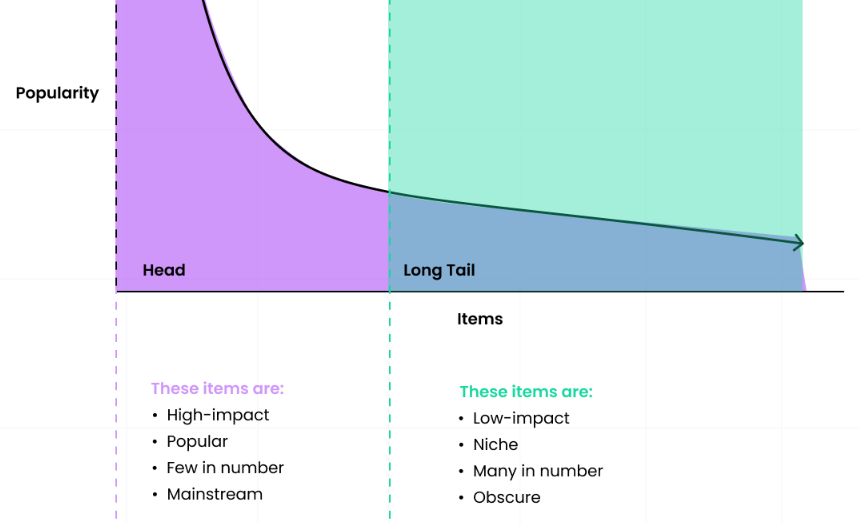 Popularity
Head
Long Tail
Items
These items are:
• High-impact
• Popular
• Few in number
• Mainstream
These items are:
• Low-impact
• Niche
• Many in number
• Obscure